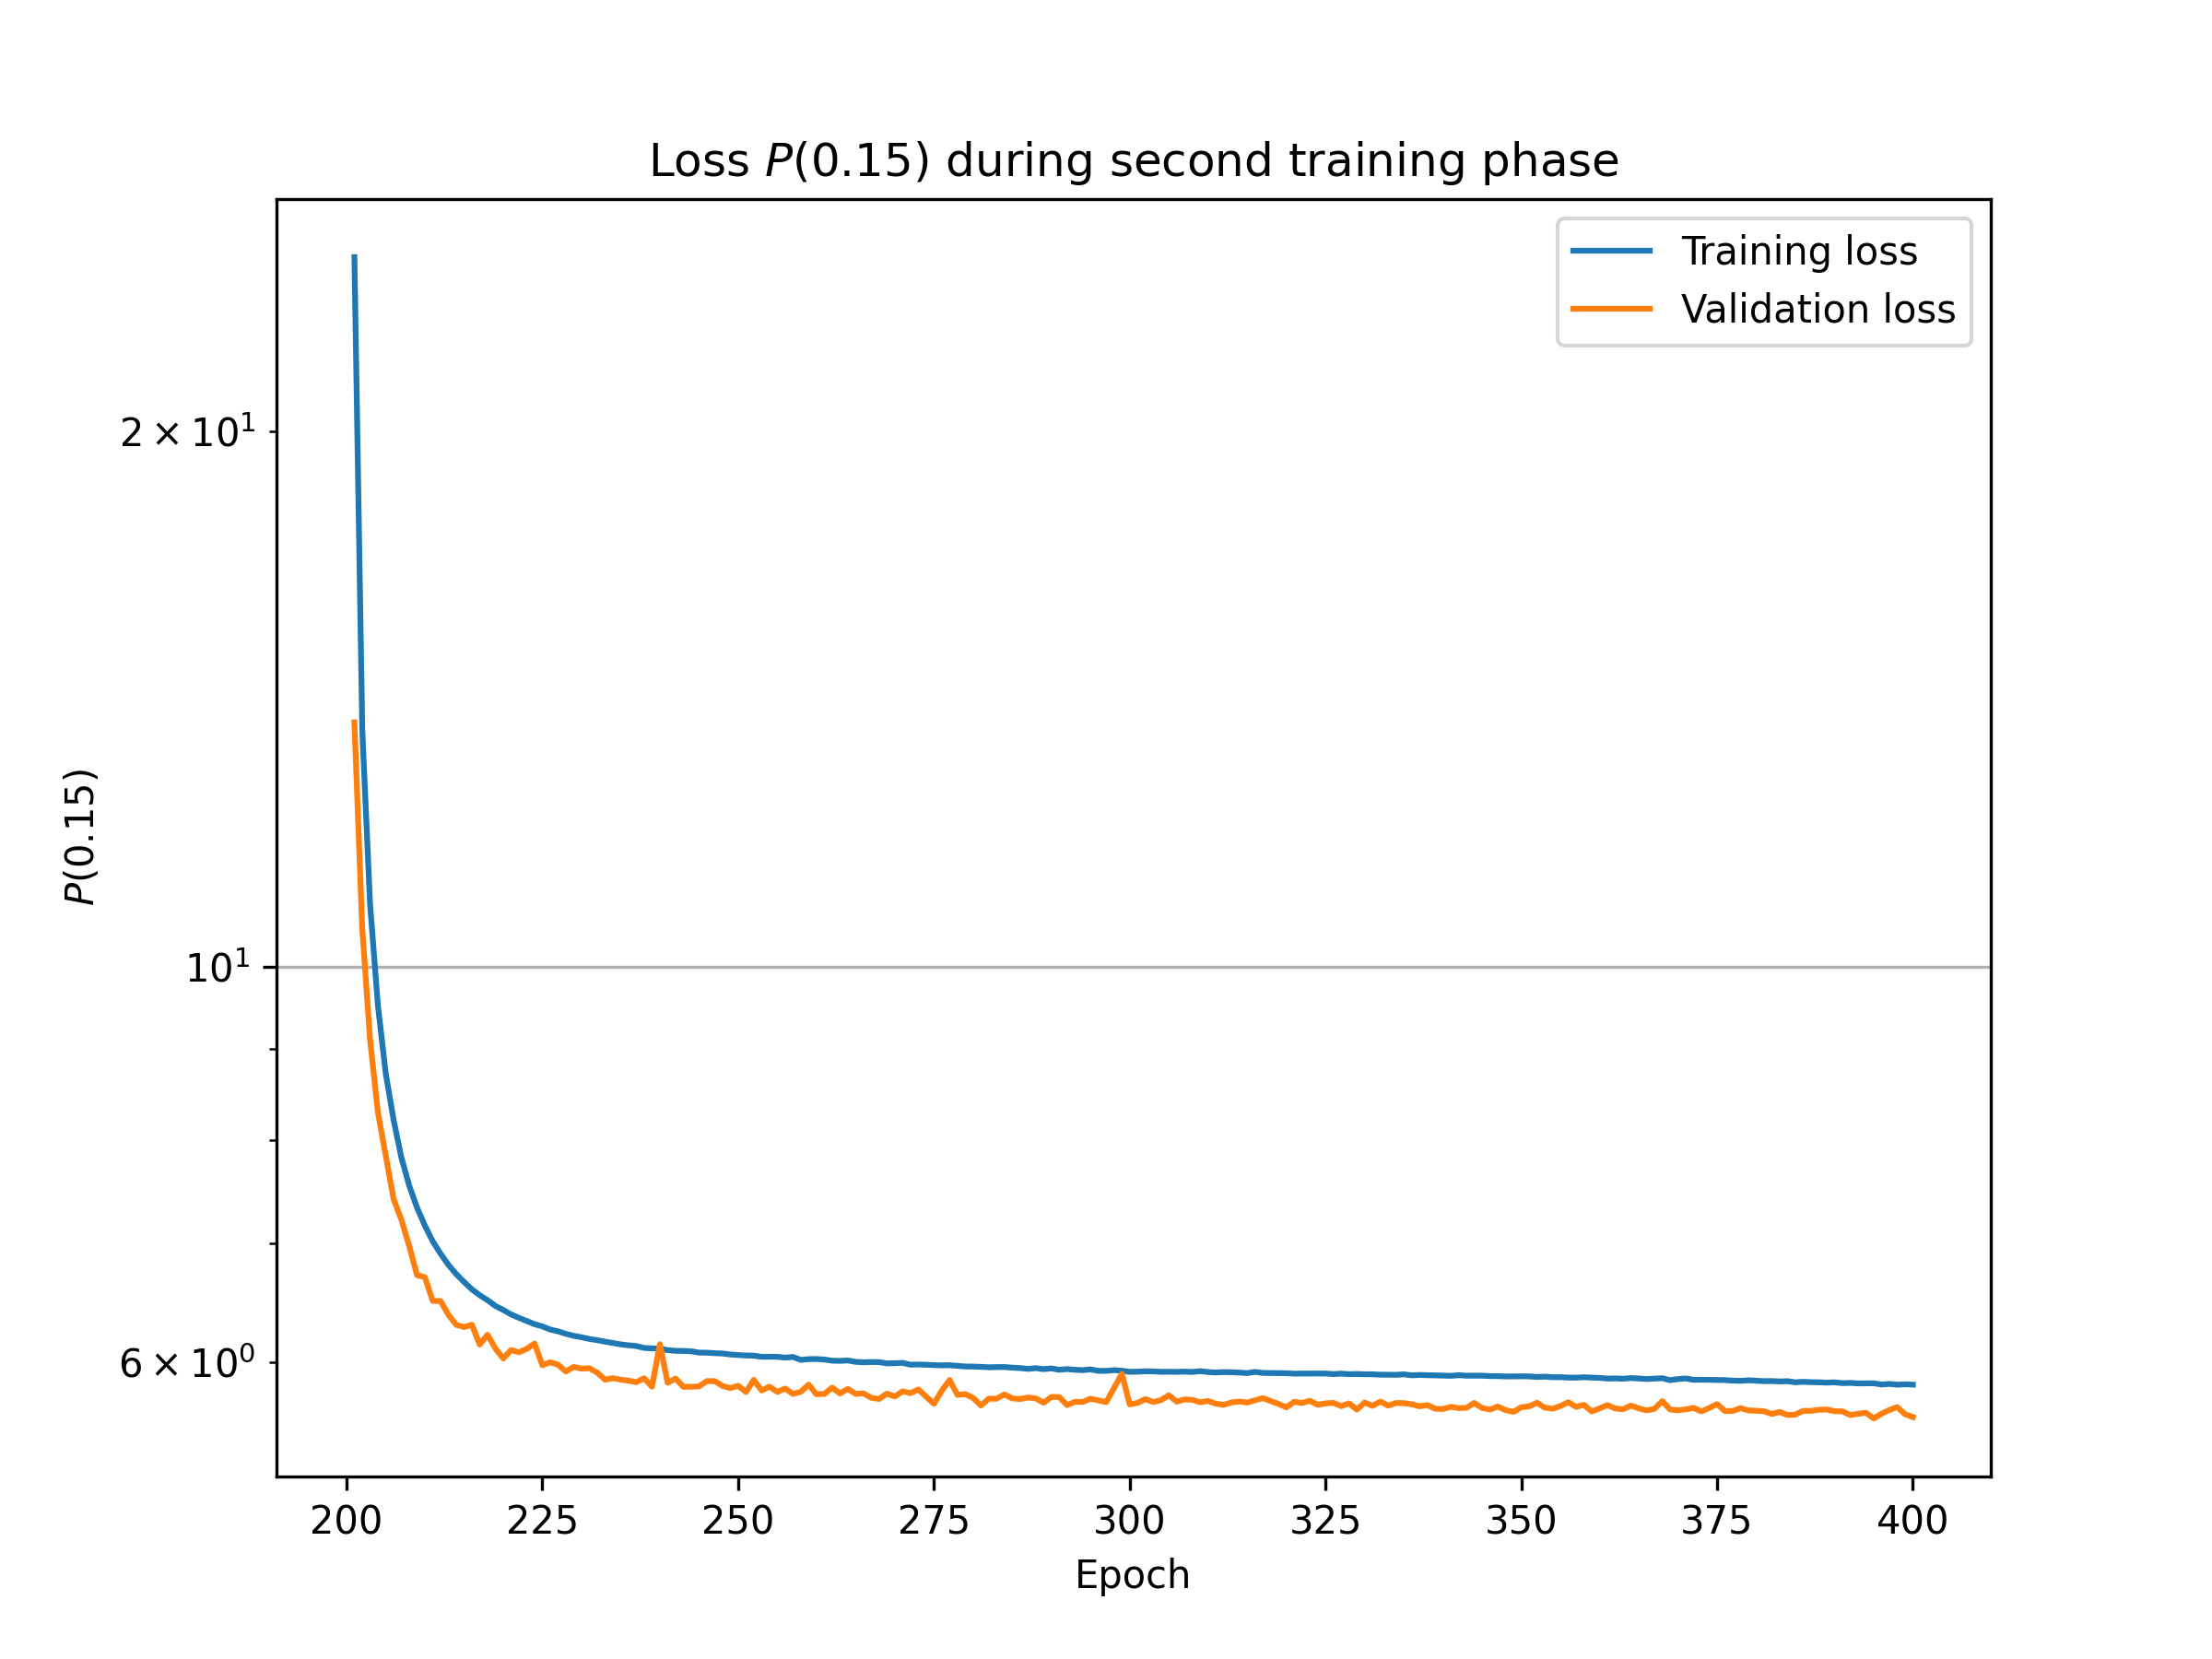 Loss P(0.15) during second training phase
Training loss
Validation loss
2 × 10¹
10¹
6 × 10⁰
P(0.15)
200 225 250 275 300 325 350 375 400
Epoch